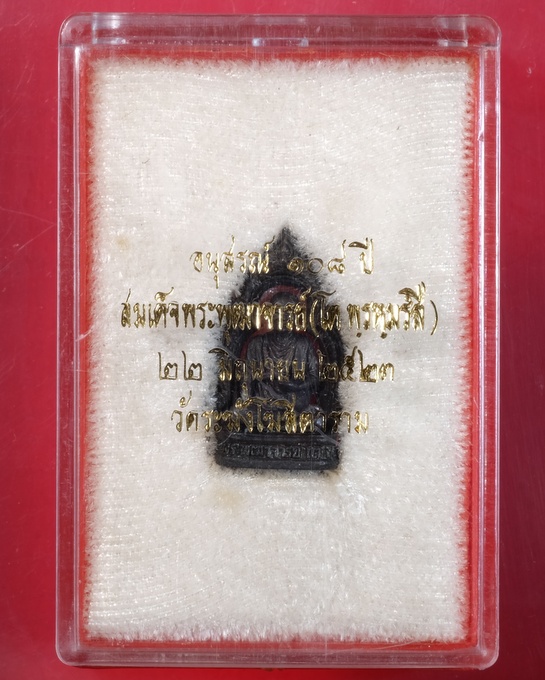 อนุสรณ์ ๑๐๘ ปี
สมเด็จพระพุฒาจารย์(โต พฺรหฺมรํสี)
๒๒ มิถุนายน ๒๕๒๓
วัดระฆังโฆสิตาราม